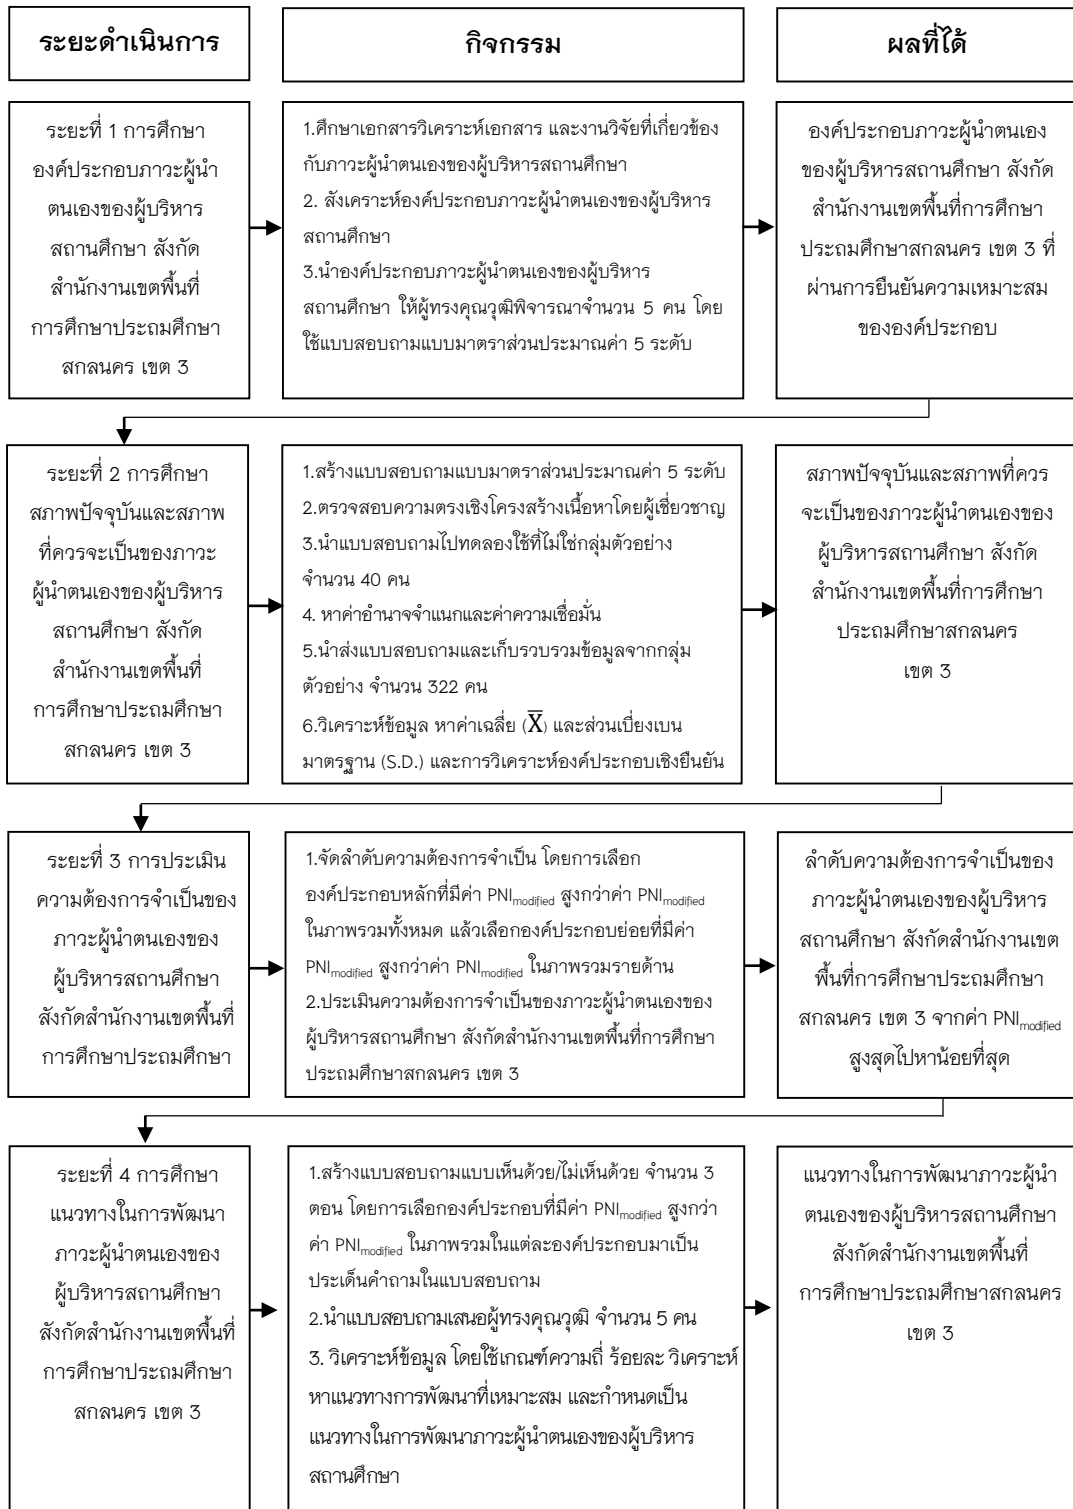 ระยะดำเนินการ
กิจกรรม
ผลที่ได้
ระยะที่ 1 การศึกษา
องค์ประกอบภาวะผู้นำ
ตนเองของผู้บริหาร
สถานศึกษา สังกัด
สำนักงานเขตพื้นที่
การศึกษาประถมศึกษา
สกลนคร เขต 3
1.ศึกษาเอกสารวิเคราะห์เอกสาร และงานวิจัยที่เกี่ยวข้อง
กับภาวะผู้นำตนเองของผู้บริหารสถานศึกษา
2. สังเคราะห์องค์ประกอบภาวะผู้นำตนเองของผู้บริหาร
สถานศึกษา
3.นำองค์ประกอบภาวะผู้นำตนเองของผู้บริหาร
สถานศึกษา ให้ผู้ทรงคุณวุฒิพิจารณาจำนวน 5 คน โดย
ใช้แบบสอบถามแบบมาตราส่วนประมาณค่า 5 ระดับ
องค์ประกอบภาวะผู้นำตนเอง
ของผู้บริหารสถานศึกษา สังกัด
สำนักงานเขตพื้นที่การศึกษา
ประถมศึกษาสกลนคร เขต 3 ที่
ผ่านการยืนยันความเหมาะสม
ขององค์ประกอบ
ระยะที่ 2 การศึกษา
สภาพปัจจุบันและสภาพ
ที่ควรจะเป็นของภาวะ
ผู้นำตนเองของผู้บริหาร
สถานศึกษา สังกัด
สำนักงานเขตพื้นที่
การศึกษาประถมศึกษา
สกลนคร เขต 3
1.สร้างแบบสอบถามแบบมาตราส่วนประมาณค่า 5 ระดับ
2.ตรวจสอบความตรงเชิงโครงสร้างเนื้อหาโดยผู้เชี่ยวชาญ
3.นำแบบสอบถามไปทดลองใช้ที่ไม่ใช่กลุ่มตัวอย่าง
จำนวน 40 คน
4. หาค่าอำนาจจำแนกและค่าความเชื่อมั่น
5.นำส่งแบบสอบถามและเก็บรวบรวมข้อมูลจากกลุ่ม
ตัวอย่าง จำนวน 322 คน
6.วิเคราะห์ข้อมูล หาค่าเฉลี่ย (X̅) และส่วนเบี่ยงเบน
มาตรฐาน (S.D.) และการวิเคราะห์องค์ประกอบเชิงยืนยัน
สภาพปัจจุบันและสภาพที่ควร
จะเป็นของภาวะผู้นำตนเองของ
ผู้บริหารสถานศึกษา สังกัด
สำนักงานเขตพื้นที่การศึกษา
ประถมศึกษาสกลนคร
เขต 3
ระยะที่ 3 การประเมิน
ความต้องการจำเป็นของ
ภาวะผู้นำตนเองของ
ผู้บริหารสถานศึกษา
สังกัดสำนักงานเขตพื้นที่
การศึกษาประถมศึกษา
1.จัดลำดับความต้องการจำเป็น โดยการเลือก
องค์ประกอบหลักที่มีค่า PNImodified สูงกว่าค่า PNImodified
ในภาพรวมทั้งหมด แล้วเลือกองค์ประกอบย่อยที่มีค่า
PNImodified สูงกว่าค่า PNImodified ในภาพรวมรายด้าน
2.ประเมินความต้องการจำเป็นของภาวะผู้นำตนเองของ
ผู้บริหารสถานศึกษา สังกัดสำนักงานเขตพื้นที่การศึกษา
ประถมศึกษาสกลนคร เขต 3
ลำดับความต้องการจำเป็นของ
ภาวะผู้นำตนเองของผู้บริหาร
สถานศึกษา สังกัดสำนักงานเขต
พื้นที่การศึกษาประถมศึกษา
สกลนคร เขต 3 จากค่า PNImodified
สูงสุดไปหาน้อยที่สุด
ระยะที่ 4 การศึกษา
แนวทางในการพัฒนา
ภาวะผู้นำตนเองของ
ผู้บริหารสถานศึกษา
สังกัดสำนักงานเขตพื้นที่
การศึกษาประถมศึกษา
สกลนคร เขต 3
1.สร้างแบบสอบถามแบบเห็นด้วย/ไม่เห็นด้วย จำนวน 3
ตอน โดยการเลือกองค์ประกอบที่มีค่า PNImodified สูงกว่า
ค่า PNImodified ในภาพรวมในแต่ละองค์ประกอบมาเป็น
ประเด็นคำถามในแบบสอบถาม
2.นำแบบสอบถามเสนอผู้ทรงคุณวุฒิ จำนวน 5 คน
3. วิเคราะห์ข้อมูล โดยใช้เกณฑ์ความถี่ ร้อยละ วิเคราะห์
หาแนวทางการพัฒนาที่เหมาะสม และกำหนดเป็น
แนวทางในการพัฒนาภาวะผู้นำตนเองของผู้บริหาร
สถานศึกษา
แนวทางในการพัฒนาภาวะผู้นำ
ตนเองของผู้บริหารสถานศึกษา
สังกัดสำนักงานเขตพื้นที่
การศึกษาประถมศึกษาสกลนคร
เขต 3